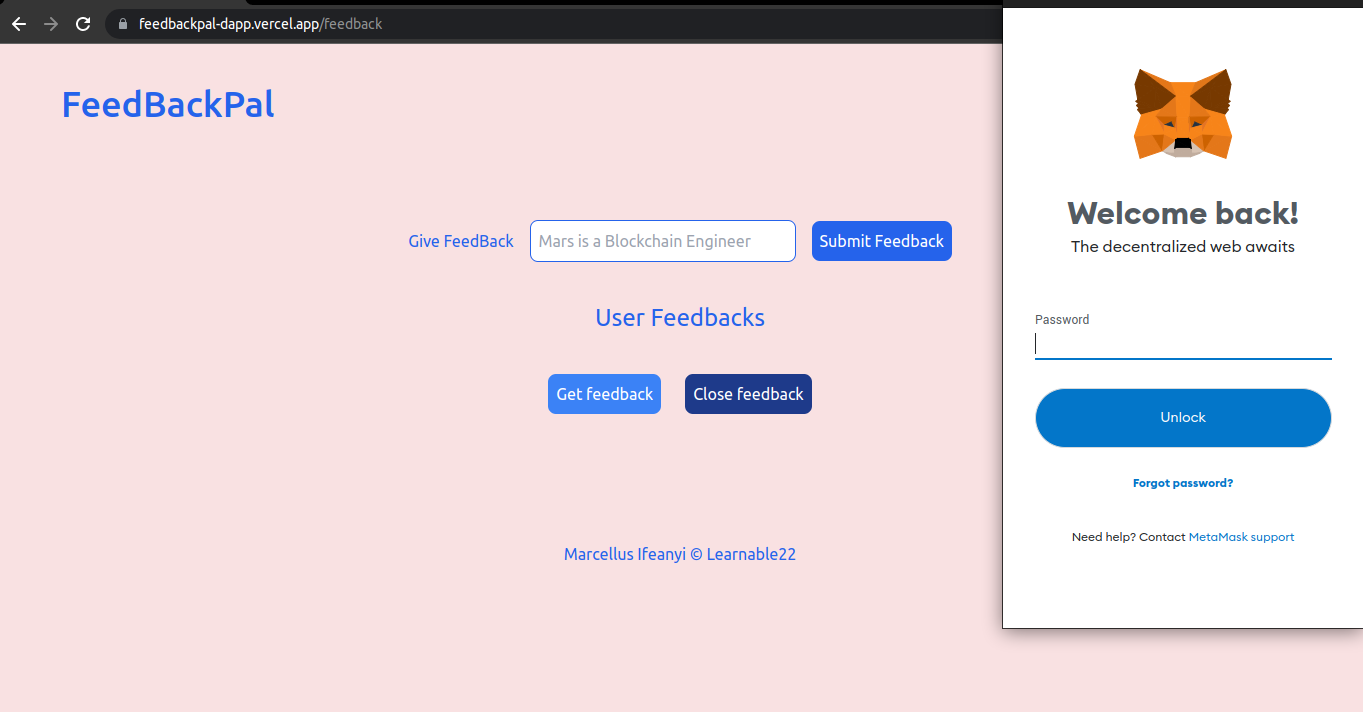 feedbackpal-dapp.vercel.app/feedback
FeedBackPal
Give FeedBack Mars is a Blockchain Engineer Submit Feedback
User Feedbacks
Get feedback Close feedback
Marcellus Ifeanyi © Learnable22
Welcome back!
The decentralized web awaits
Password
Unlock
Forgot password?
Need help? Contact MetaMask support